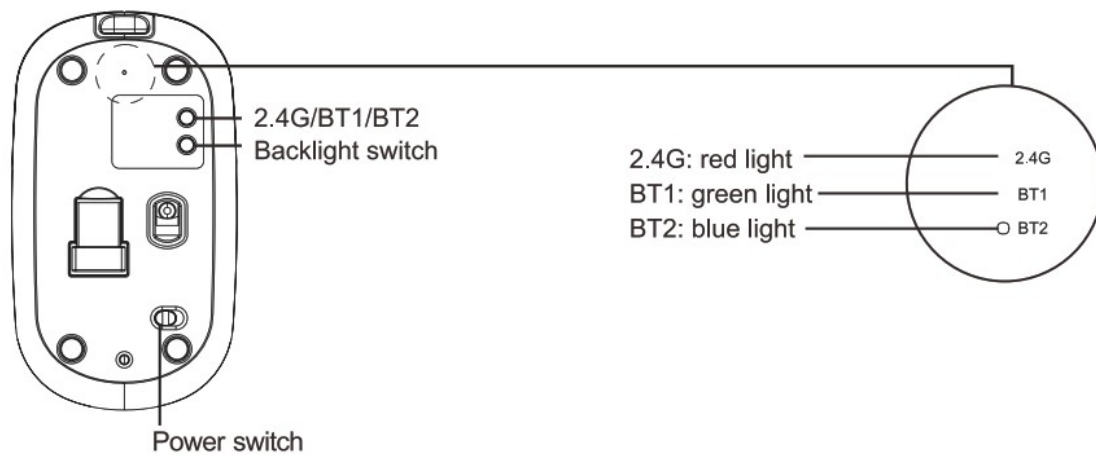 2.4G/BT1/BT2
Backlight switch
2.4G: red light
2.4G
BT1: green light
BT1
BT2: blue light
BT2
Power switch